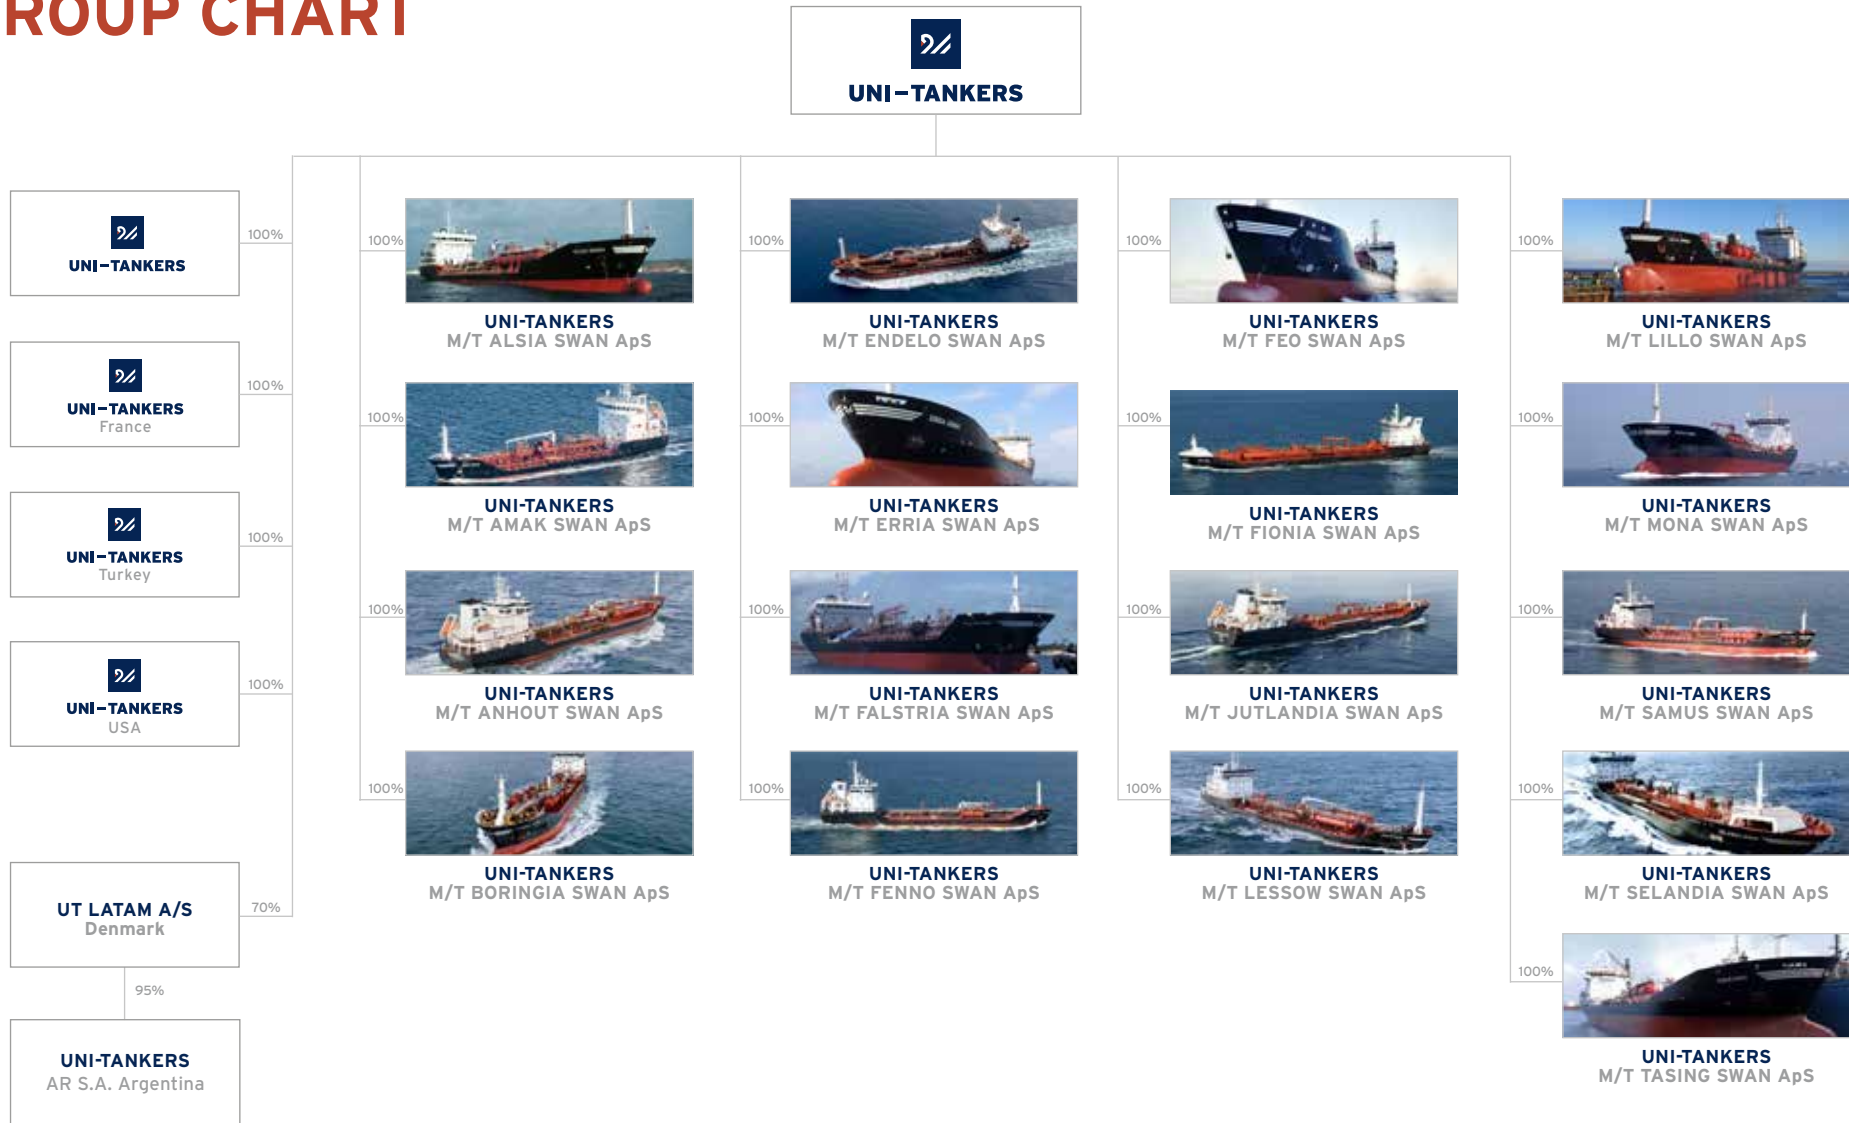 ROUP CHART
UNI-TANKERS
UNI-TANKERS
100%
UNI-TANKERS
France
100%
UNI-TANKERS
Turkey
100%
UNI-TANKERS
USA
100%
UT LATAM A/S
Denmark
70%
95%
UNI-TANKERS
AR S.A. Argentina
100%
UNI-TANKERS
M/T ALSIA SWAN ApS
100%
UNI-TANKERS
M/T AMAK SWAN ApS
100%
UNI-TANKERS
M/T ANHOUT SWAN ApS
100%
UNI-TANKERS
M/T BORINGIA SWAN ApS
100%
UNI-TANKERS
M/T ENDELO SWAN ApS
100%
UNI-TANKERS
M/T ERRIA SWAN ApS
100%
UNI-TANKERS
M/T FALSTRIA SWAN ApS
100%
UNI-TANKERS
M/T FENNO SWAN ApS
100%
UNI-TANKERS
M/T FEO SWAN ApS
100%
UNI-TANKERS
M/T FIONIA SWAN ApS
100%
UNI-TANKERS
M/T JUTLANDIA SWAN ApS
100%
UNI-TANKERS
M/T LESSOW SWAN ApS
100%
UNI-TANKERS
M/T LILLO SWAN ApS
100%
UNI-TANKERS
M/T MONA SWAN ApS
100%
UNI-TANKERS
M/T SAMUS SWAN ApS
100%
UNI-TANKERS
M/T SELANDIA SWAN ApS
100%
UNI-TANKERS
M/T TASING SWAN ApS